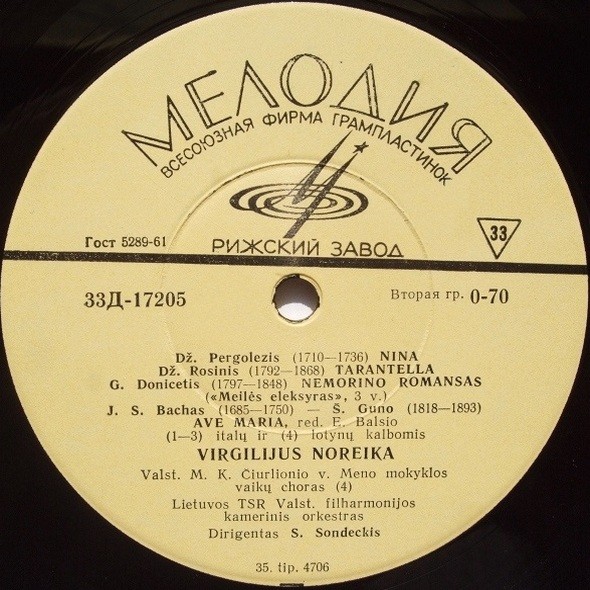 МЕЛОДИЯ
ВСЕСОЮЗНАЯ ФИРМА ГРАМПЛАСТИНОК
РИЖСКИЙ ЗАВОД
Гост 5289-61
33
33Д-17205
Вторая гр. 0-70
Dž. Pergolezis (1710—1736) NINA
Dž. Rosinis (1792—1868) TARANTELLA
G. Donicetis (1797—1848) NEMORINO ROMANSAS
(«Meilės eleksyras», 3 v.)
J. S. Bachas (1685—1750) — Š. Guno (1818—1893)
AVE MARIA, red. E. Balsio
(1—3) italų ir (4) lotynų kalbomis
VIRGILIJUS NOREIKA
Valst. M. K. Čiurlionio v. Meno mokyklos
vaikų choras (4)
Lietuvos TSR Valst. filharmonijos
kamerinis orkestras
Dirigentas S. Sondeckis
35. tip. 4706